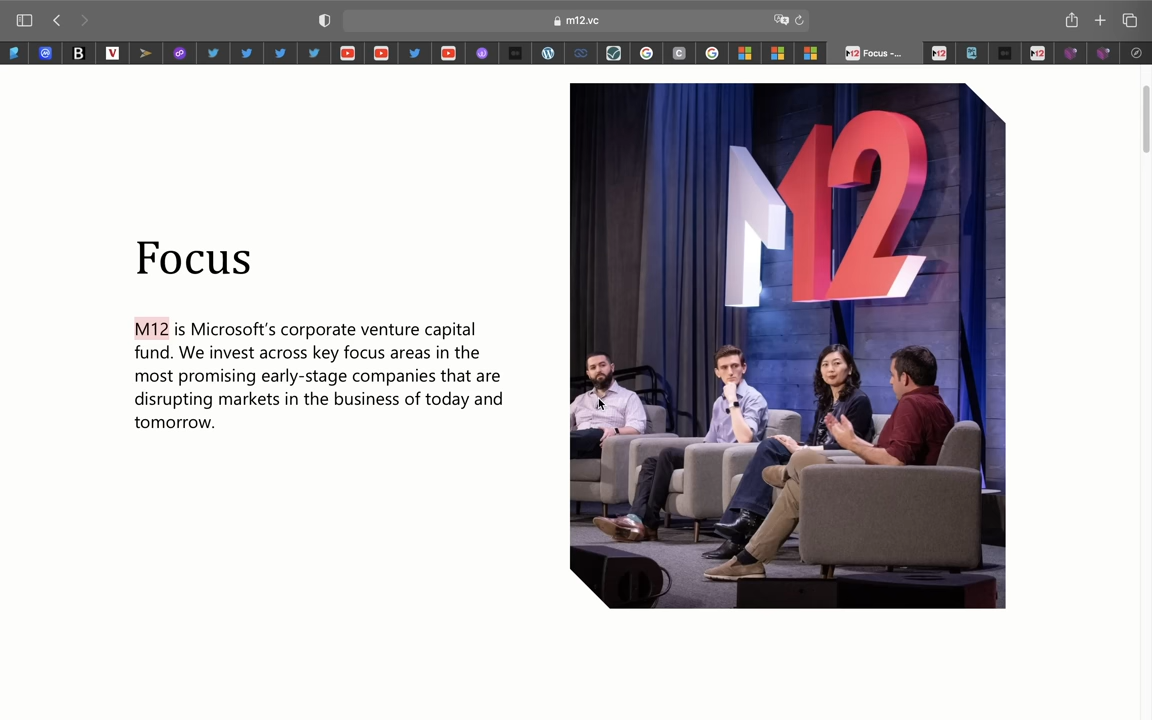 m12.vc
Focus -...
Focus
M12 is Microsoft's corporate venture capital
fund. We invest across key focus areas in the
most promising early-stage companies that are
disrupting markets in the business of today and
tomorrow.
M12